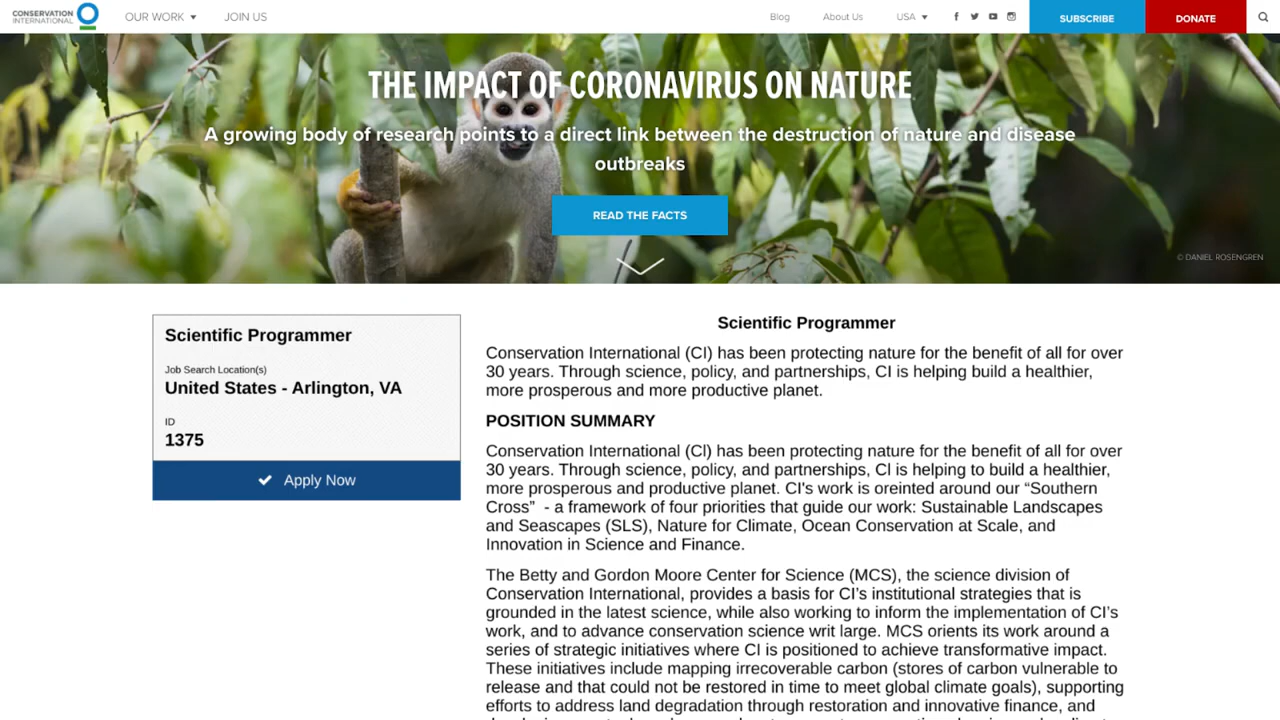 CONSERVATION
INTERNATIONAL
OUR WORK
JOIN US
Blog
About Us
USA
SUBSCRIBE
DONATE
THE IMPACT OF CORONAVIRUS ON NATURE
A growing body of research points to a direct link between the destruction of nature and disease
outbreaks
READ THE FACTS
© DANIEL ROSENGREN
Scientific Programmer
Job Search Location(s)
United States - Arlington, VA
ID
1375
Apply Now
Scientific Programmer
Conservation International (CI) has been protecting nature for the benefit of all for over
30 years. Through science, policy, and partnerships, CI is helping build a healthier,
more prosperous and more productive planet.
POSITION SUMMARY
Conservation International (Cl) has been protecting nature for the benefit of all for over
30 years. Through science, policy, and partnerships, Cl is helping to build a healthier,
more prosperous and productive planet. CI's work is oreinted around our “Southern
Cross” - a framework of four priorities that guide our work: Sustainable Landscapes
and Seascapes (SLS), Nature for Climate, Ocean Conservation at Scale, and
Innovation in Science and Finance.
The Betty and Gordon Moore Center for Science (MCS), the science division of
Conservation International, provides a basis for CI’s institutional strategies that is
grounded in the latest science, while also working to inform the implementation of CI’s
work, and to advance conservation science writ large. MCS orients its work around a
series of strategic initiatives where CI is positioned to achieve transformative impact.
These initiatives include mapping irrecoverable carbon (stores of carbon vulnerable to
release and that could not be restored in time to meet global climate goals), supporting
efforts to address land degradation through restoration and innovative finance, and